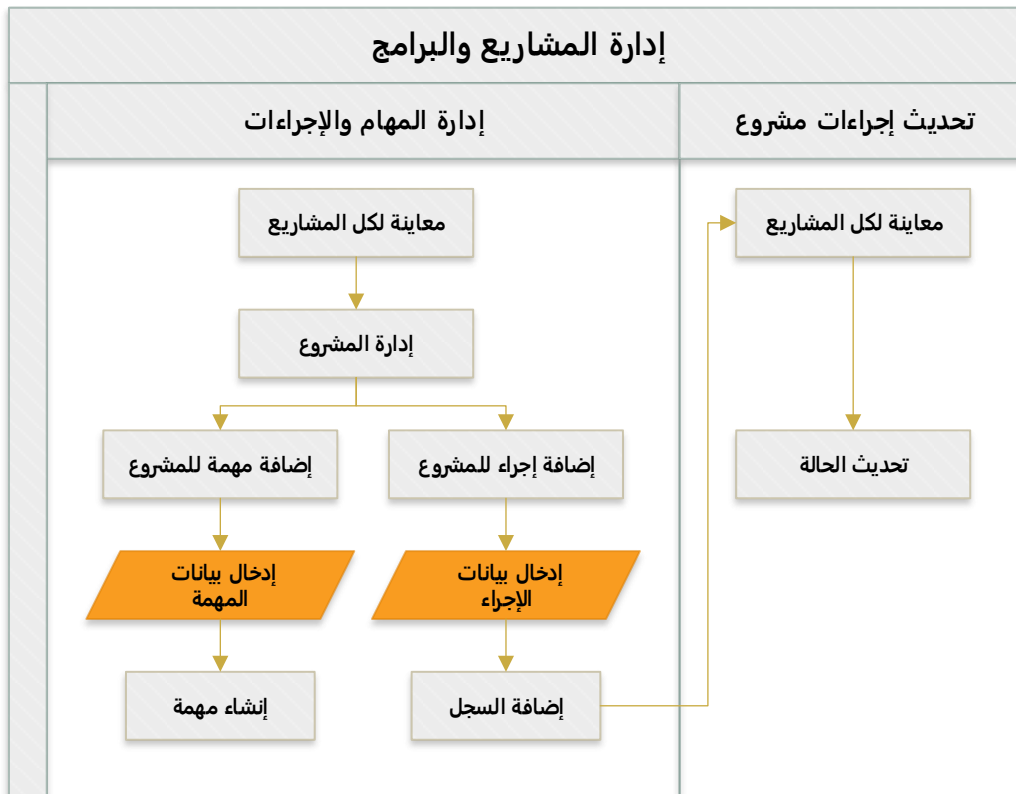 إدارة المشاريع والبرامج
تحديث إجراءات مشروع
إدارة المهام والإجراءات
معاينة لكل المشاريع
معاينة لكل المشاريع
إدارة المشروع
تحديث الحالة
إضافة إجراء للمشروع
إضافة مهمة للمشروع
إدخال بيانات
الإجراء
إدخال بيانات
المهمة
إضافة السجل
إنشاء مهمة